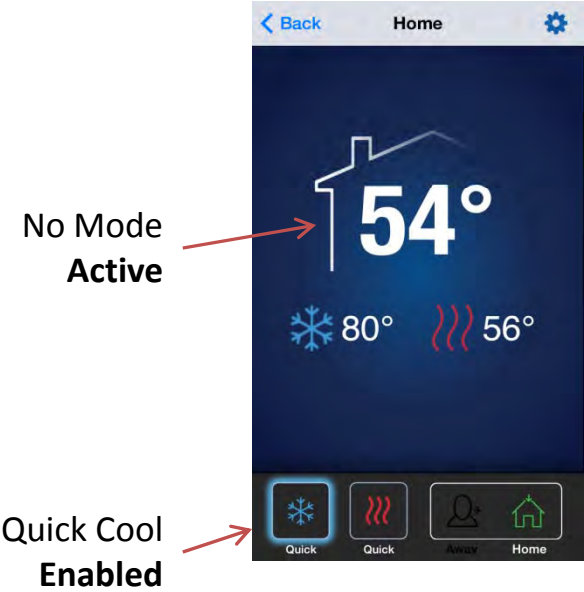 Back Home
54°
No Mode
Active
80° 56°
Quick Cool
Enabled
Quick Quick Away Home